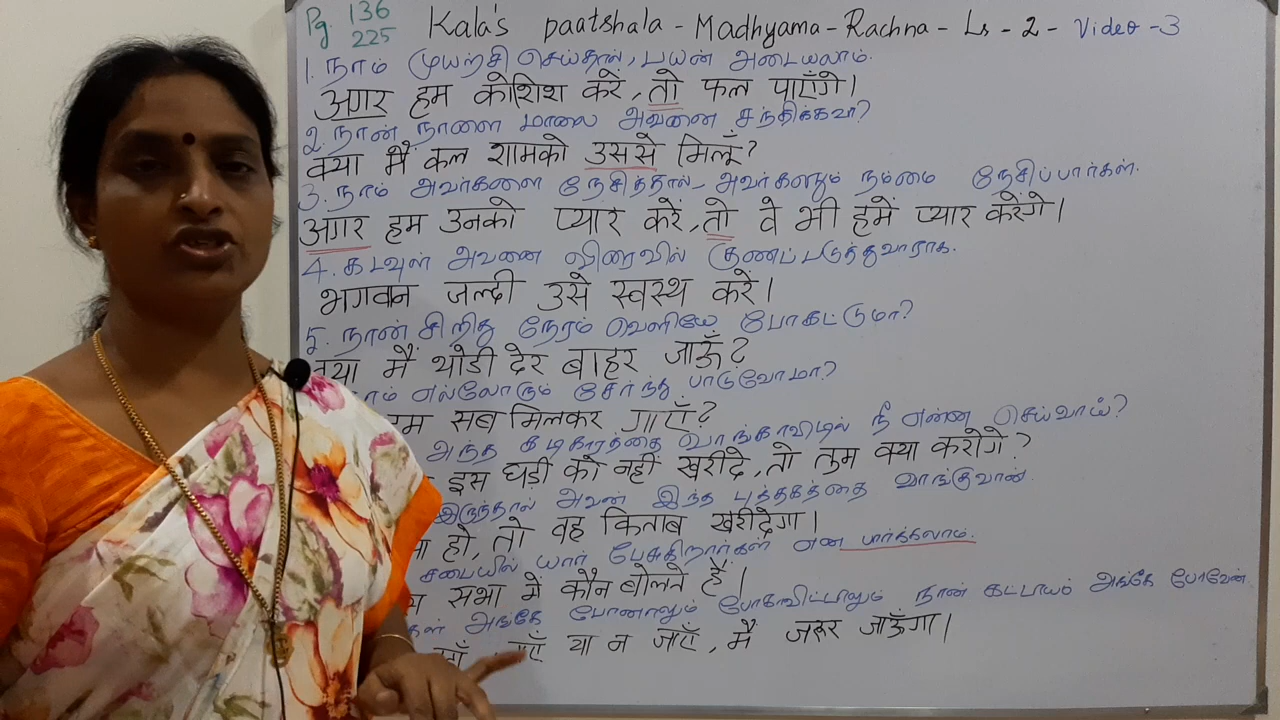 Pg. 136 Kala's paatshala - Madhyama - Rachna - Ls - 2 - Video - 3
225
1. நாம் முயற்சி செய்தால், பயன் அடையலாம்.
अगर हम कोशिश करें, तो फल पाएँगे।
2. நான் நாளை மாலை அவனை சந்திக்கவா?
क्या मैं कल शामको उससे मिलूँ?
3. நாம் அவர்களை நேசித்தால், அவர்களும் நம்மை நேசிப்பார்கள்.
अगर हम उनको प्यार करें, तो वे भी हमें प्यार करेंगे।
4. கடவுள் அவனை விரைவில் குணப்படுத்துவாராக.
भगवान जल्दी उसे स्वस्थ करें।
5. நான் சிறிது நேரம் வெளியே போகட்டுமா?
क्या मैं थोडी देर बाहर जाऊँ?
எல்லோரும் சேர்ந்து பாடுவோமா?
हम सब मिलकर गाएँ?
அந்த கடிகாரத்தை வாங்காவிடில் நீ என்ன செய்வாய்?
इस घडी को नहीं खरीदे, तो तुम क्या करोगे?
இருந்தால் அவன் இந்த புத்தகத்தை வாங்குவான்.
हो, तो वह किताब खरीदेगा।
சபையில் யார் பேசுகிறார்கள் என பார்க்கலாம்.
सभा में कौन बोलते हैं।
அங்கே போனாலும் போகாவிட்டாலும் நான் கட்டாயம் அங்கே போவேன்
या न जाएँ, मैं जरूर जाऊँगा।